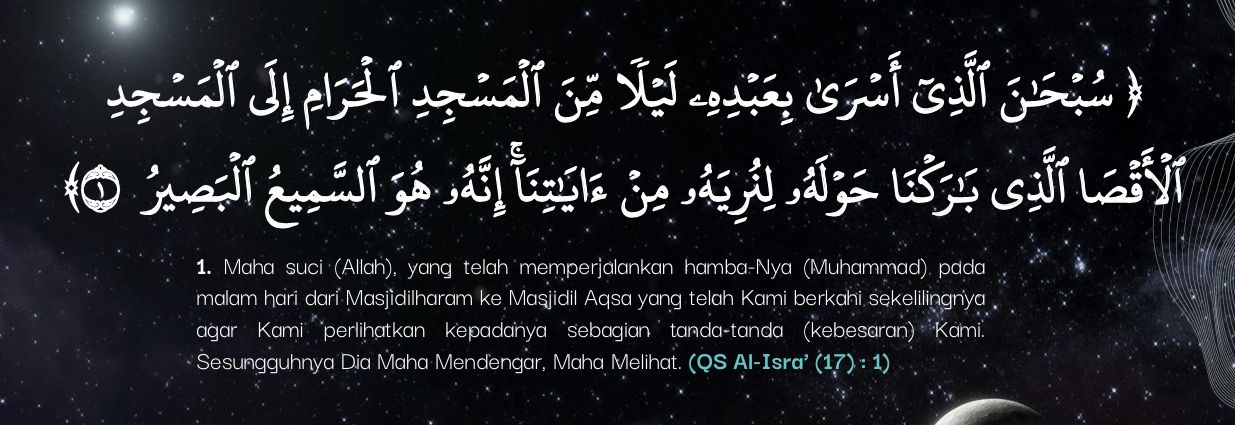 ﴿ سُبْحَـٰنَ ٱلَّذِىٓ أَسْرَىٰ بِعَبْدِهِۦ لَيْلًا مِّنَ ٱلْمَسْجِدِ ٱلْحَرَامِ إِلَى ٱلْمَسْجِدِ
ٱلْأَقْصَا ٱلَّذِى بَـٰرَكْنَا حَوْلَهُۥ لِنُرِيَهُۥ مِنْ ءَايَـٰتِنَآ ۚ إِنَّهُۥ هُوَ ٱلسَّمِيعُ ٱلْبَصِيرُ ١ ﴾
1. Maha suci (Allah), yang telah memperjalankan hamba-Nya (Muhammad) pada
malam hari dari Masjidilharam ke Masjidil Aqsa yang telah Kami berkahi sekelilingnya
agar Kami perlihatkan kepadanya sebagian tanda-tanda (kebesaran) Kami.
Sesungguhnya Dia Maha Mendengar, Maha Melihat. (QS Al-Isra’ (17) : 1)